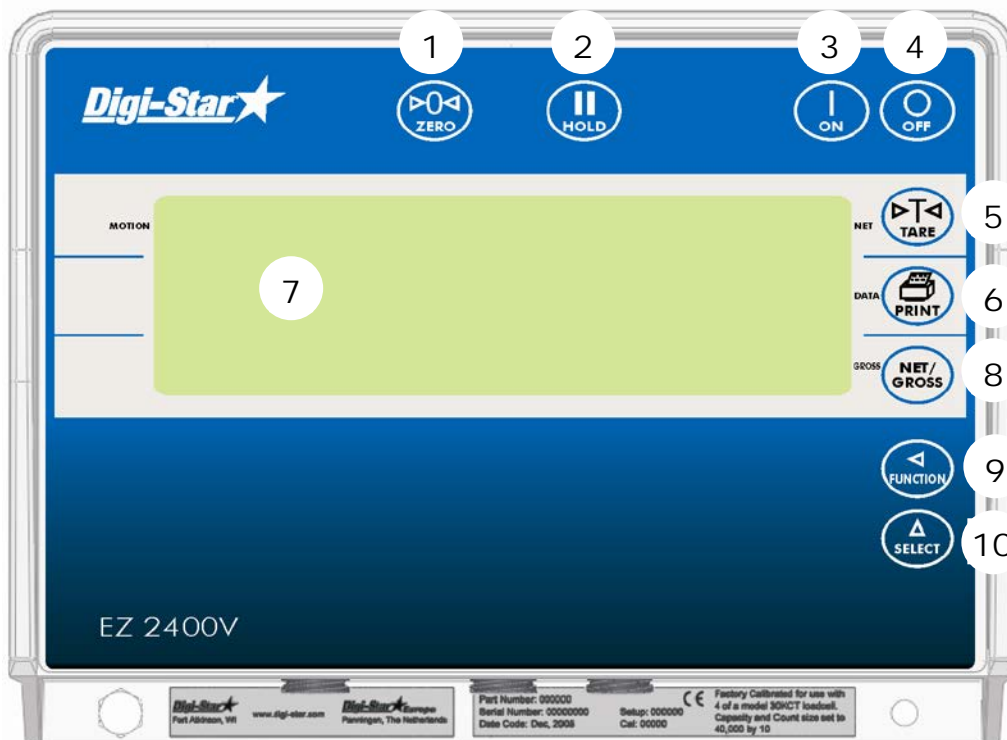 1
2
3
4
Digi-Star
ZERO
HOLD
ON
OFF
MOTION
NET
TARE
5
7
DATA
PRINT
6
GROSS
NET/
GROSS
8
FUNCTION
9
SELECT
10
EZ 2400V
Digi-Star
Fort Atkinson, WI
www.digi-star.com
Digi-Star Europe
Panningen, The Netherlands
Part Number: 000000
Serial Number: 00000000
Date Code: Dec, 2008
Setup: 000000
Cal: 00000
CE
Factory Calibrated for use with
4 of a model 30KCT loadcell.
Capacity and Count size set to
40,000 by 10